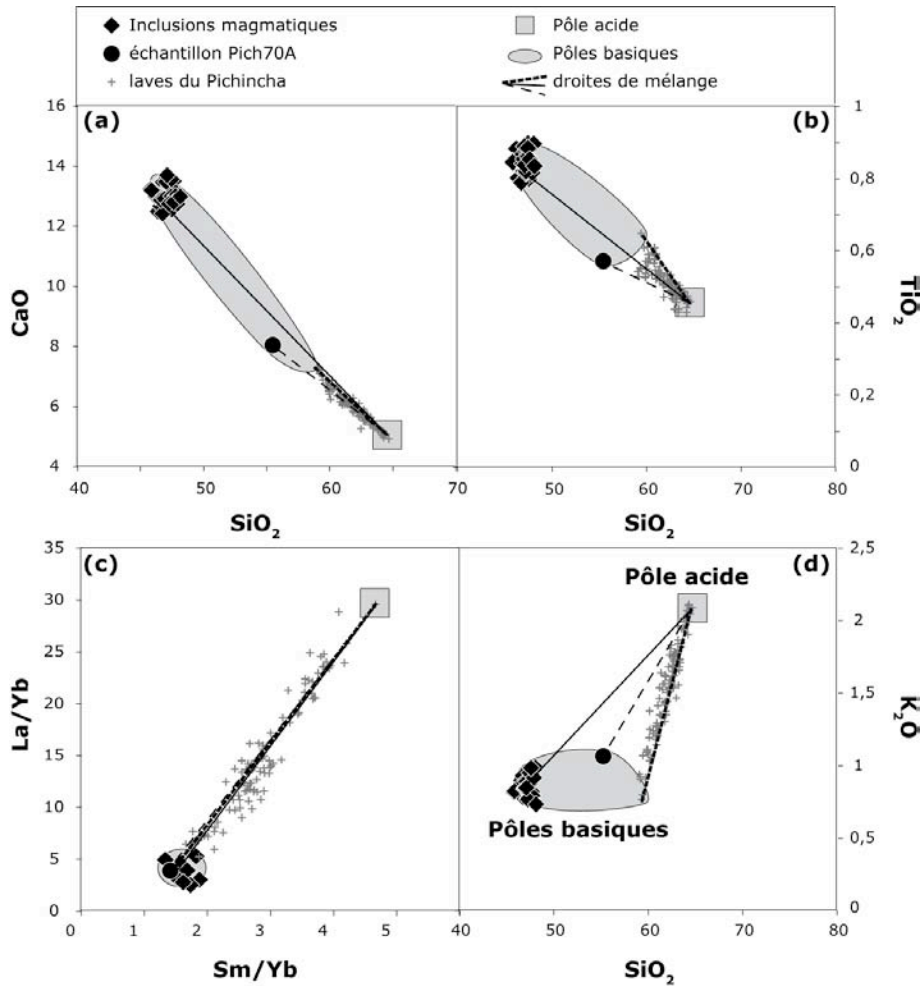 Inclusions magmatiques
échantillon Pich70A
laves du Pichincha
Pôle acide
Pôles basiques
droites de mélange
(a)
16
14
12
10
8
6
4
CaO
40 50 60 70
SiO2
(b)
1
0,8
0,6
0,4
0,2
0
TiO2
40 50 60 70 80
SiO2
(c)
35
30
25
20
15
10
5
0
La/Yb
0 1 2 3 4 5 40
Sm/Yb
(d)
Pôle acide
Pôles basiques
2,5
2
1,5
1
0,5
0
K2O
40 50 60 70 80
SiO2